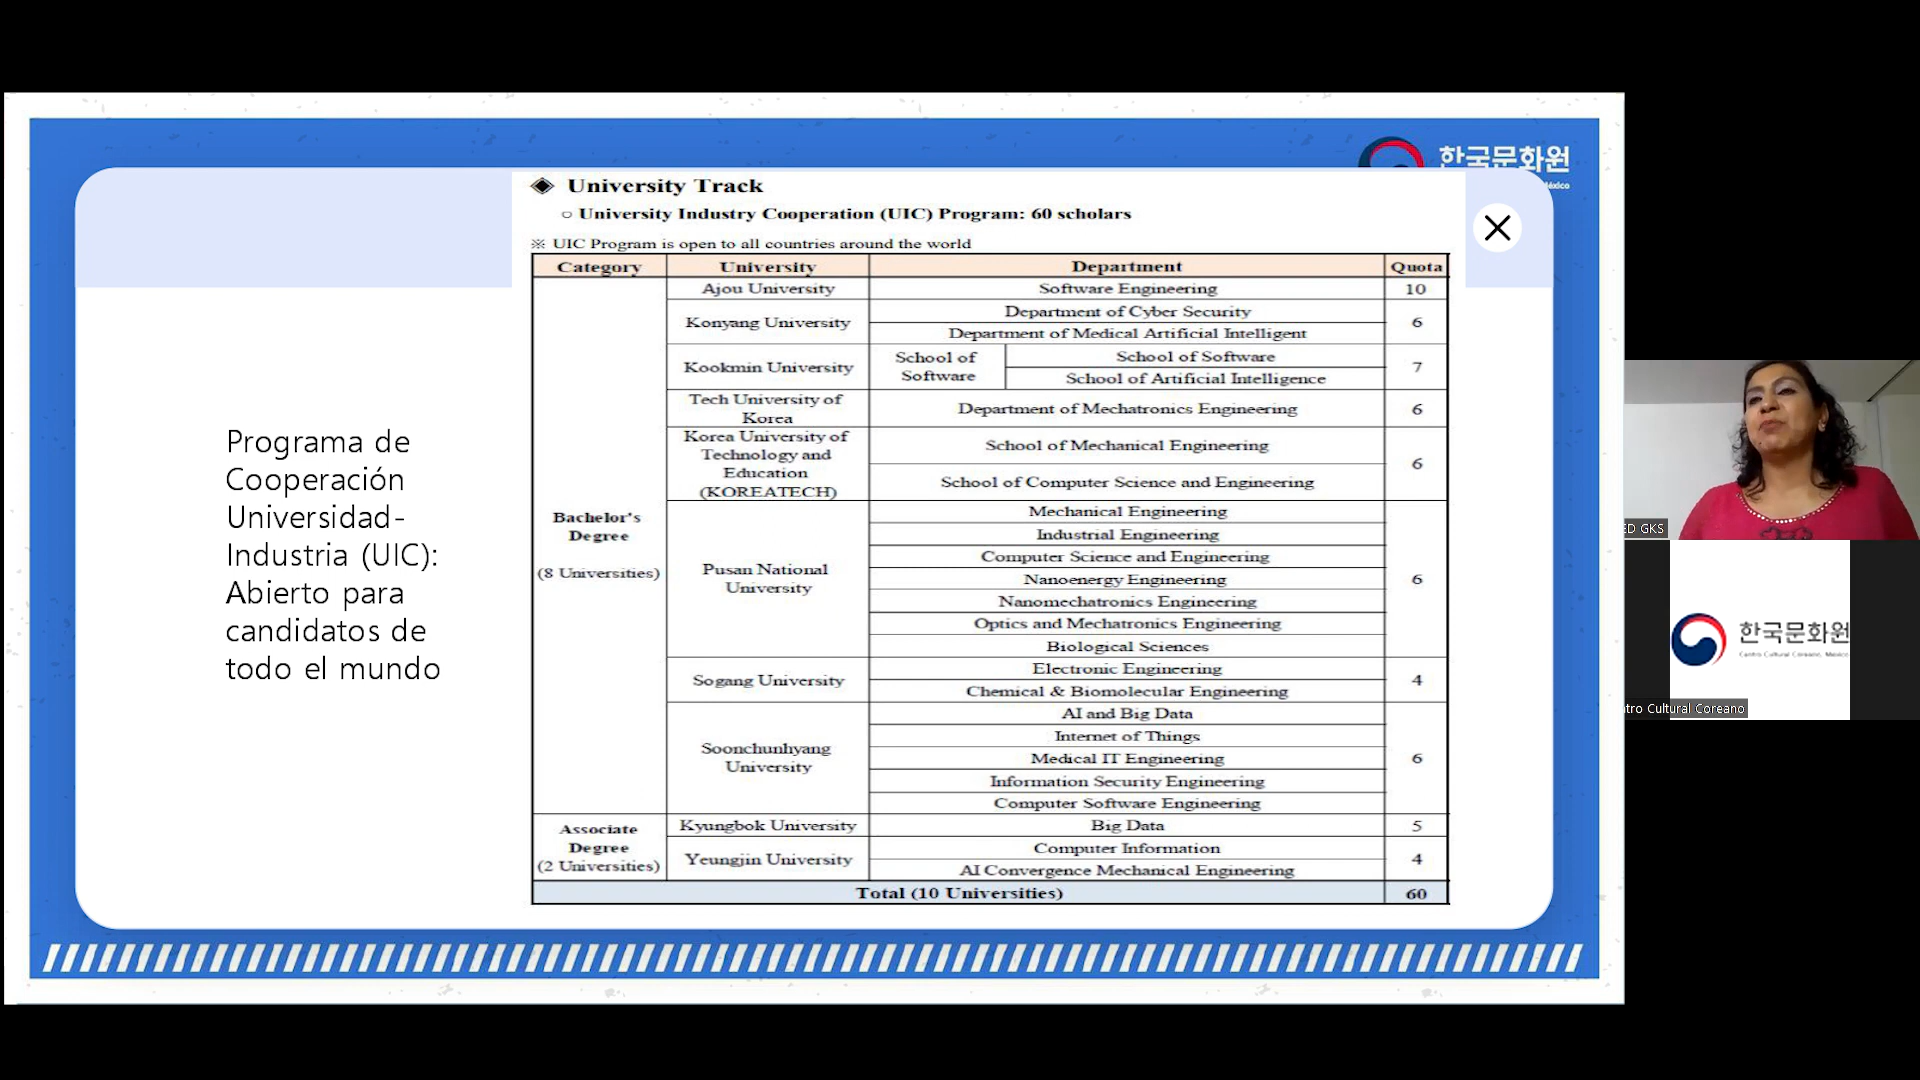 한국문화원
México
◈ University Track
○ University Industry Cooperation (UIC) Program: 60 scholars
※ UIC Program is open to all countries around the world
Category University Department Quota
Bachelor's
Degree
(8 Universities)
Ajou University Software Engineering 10
Konyang University
Department of Cyber Security
Department of Medical Artificial Intelligent
6
Kookmin University
School of
Software
School of Software
School of Artificial Intelligence
7
Tech University of
Korea
Department of Mechatronics Engineering 6
Korea University of
Technology and
Education
(KOREATECH)
School of Mechanical Engineering
School of Computer Science and Engineering
6
Pusan National
University
Mechanical Engineering
Industrial Engineering
Computer Science and Engineering
Nanoenergy Engineering
Nanomechatronics Engineering
Optics and Mechatronics Engineering
Biological Sciences
6
Sogang University
Electronic Engineering
Chemical & Biomolecular Engineering
4
Soonchunhyang
University
AI and Big Data
Internet of Things
Medical IT Engineering
Information Security Engineering
Computer Software Engineering
6
Associate
Degree
(2 Universities)
Kyungbok University Big Data 5
Yeungjin University
Computer Information
AI Convergence Mechanical Engineering
4
Total (10 Universities) 60
Programa de
Cooperación
Universidad-
Industria (UIC):
Abierto para
candidatos de
todo el mundo
ED GKS
한국문화원
Centro Cultural Coreano, México
tro Cultural Coreano